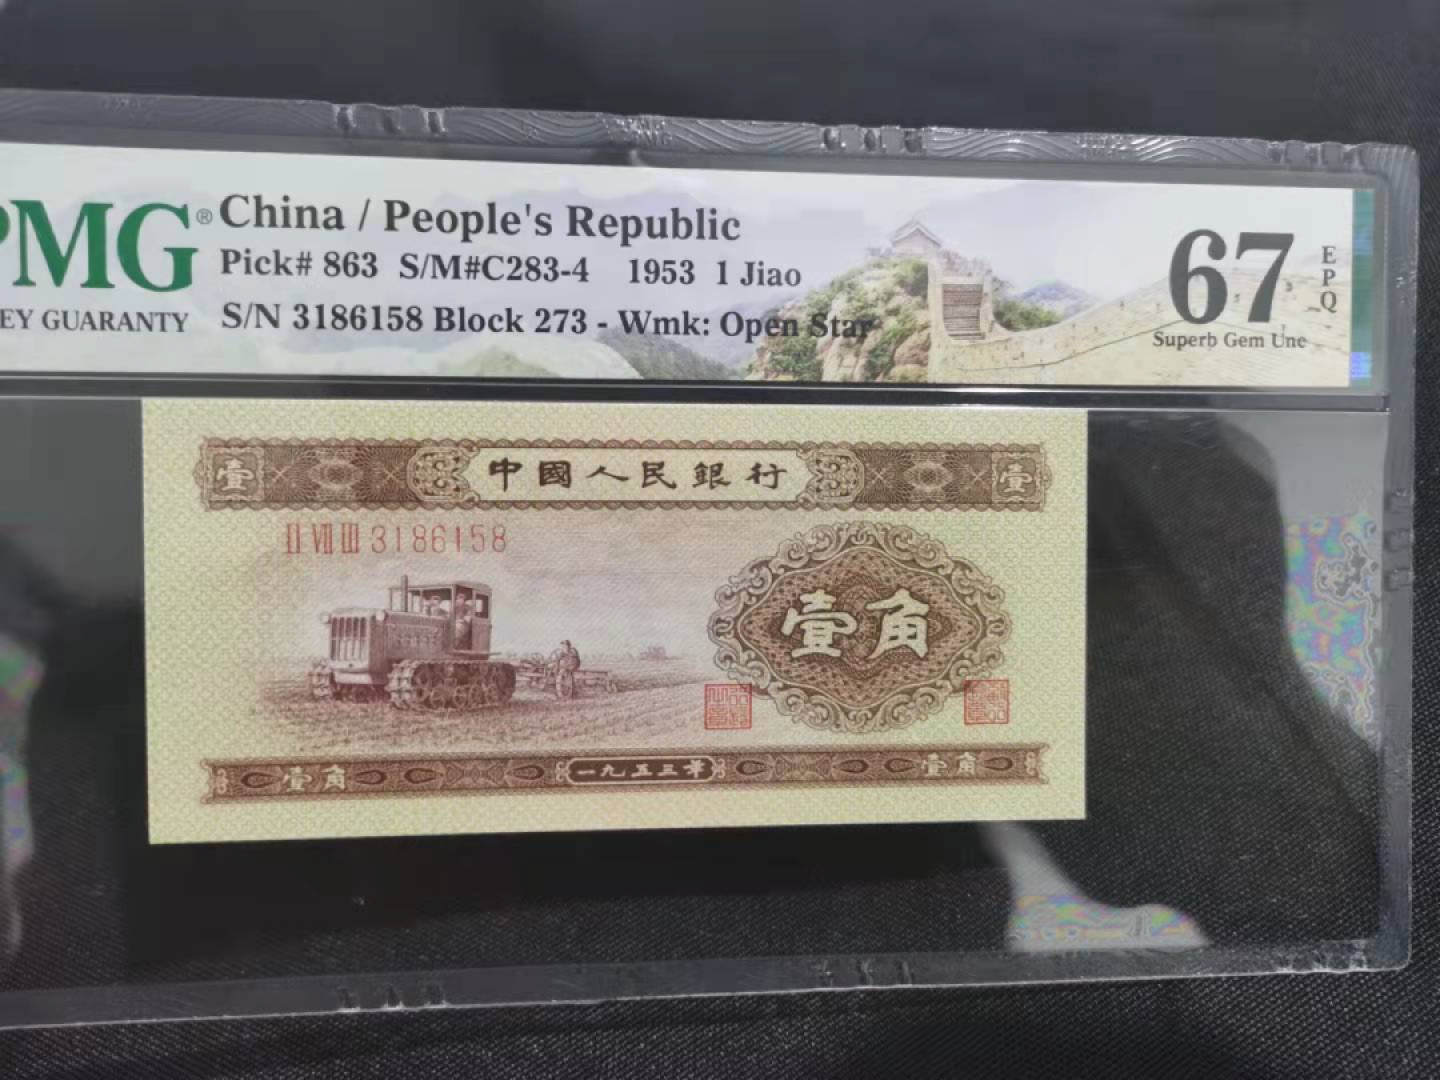 PMG® China / People's Republic
Pick# 863 S/M#C283-4 1953 1 Jiao
EY GUARANTY S/N 3186158 Block 273 - Wmk: Open Star
67 EPQ
Superb Gem Unc
壹 中國人民銀行 壹
II VII III 3186158
壹角
壹角 一九五三年 壹角